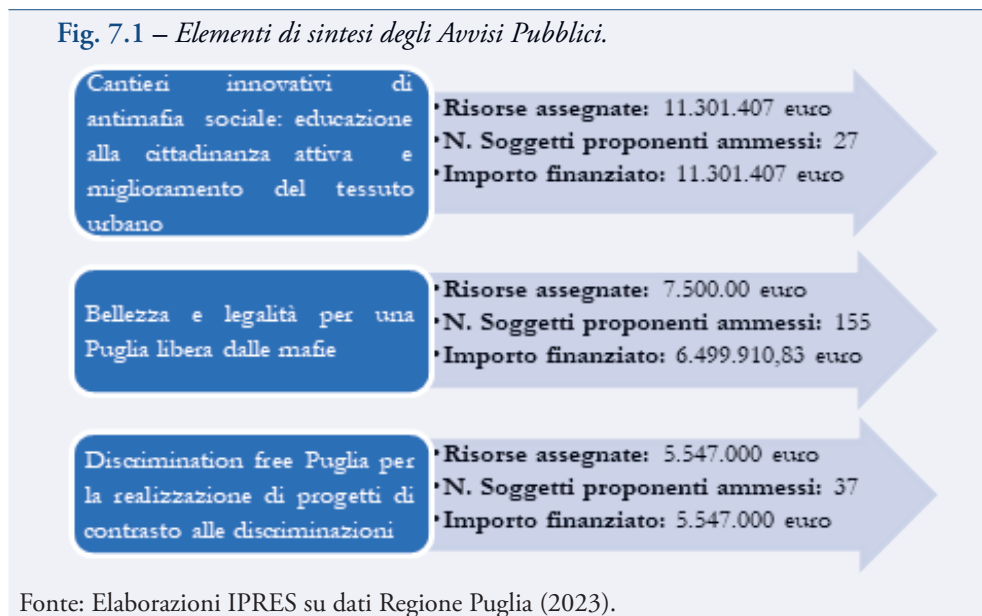 Fig. 7.1 – Elementi di sintesi degli Avvisi Pubblici.
Cantieri innovativi di
antimafia sociale: educazione
alla cittadinanza attiva e
miglioramento del tessuto
urbano
•Risorse assegnate: 11.301.407 euro
•N. Soggetti proponenti ammessi: 27
•Importo finanziato: 11.301.407 euro
Bellezza e legalità per una
Puglia libera dalle mafie
•Risorse assegnate: 7.500.00 euro
•N. Soggetti proponenti ammessi: 155
•Importo finanziato: 6.499.910,83 euro
Discrimination free Puglia per
la realizzazione di progetti di
contrasto alle discriminazioni
•Risorse assegnate: 5.547.000 euro
•N. Soggetti proponenti ammessi: 37
•Importo finanziato: 5.547.000 euro
Fonte: Elaborazioni IPRES su dati Regione Puglia (2023).